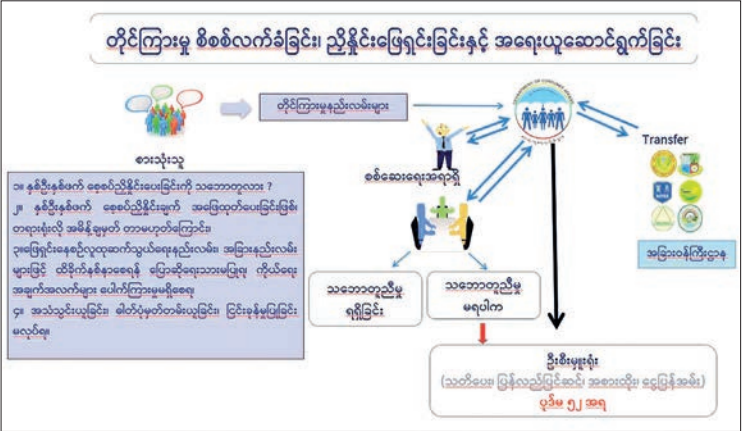 တိုင်ကြားမှု စိစစ်လက်ခံခြင်း၊ ညှိနှိုင်းဖြေရှင်းခြင်းနှင့် အရေးယူဆောင်ရွက်ခြင်း
တိုင်ကြားမှုနည်းလမ်းများ
စားသုံးသူ
Transfer
စစ်ဆေးရေးအရာရှိ
၁။ နှစ်ဦးနှစ်ဖက် စေ့စပ်ညှိနှိုင်းပေးခြင်းကို သဘောတူလား ?
၂။ နှစ်ဦးနှစ်ဖက် စေ့စပ်ညှိနှိုင်းချက် အဖြေထုတ်ပေးခြင်းဖြစ်၊
တရားရုံးလို အမိန့်ချမှတ် တာမဟုတ်ကြောင်း၊
၃။ဖြေရှင်းနေစဉ်လူထုဆက်သွယ်ရေးနည်းလမ်း၊ အခြားနည်းလမ်း
များဖြင့် ထိခိုက်နစ်နာစေရန် ပြောဆိုရေးသားမပြုရ၊ ကိုယ်ရေး
အချက်အလက်များ ပေါက်ကြားမှုမရှိစေရ၊
၄။ အသံသွင်းယူခြင်း၊ ဓါတ်ပုံမှတ်တမ်းယူခြင်း၊ ငြင်းခုန်မှုပြုခြင်း
မလုပ်ရ။
အခြားဝန်ကြီးဌာန
သဘောတူညီမှု
ရရှိခြင်း
သဘောတူညီမှု
မရပါက
ဦးစီးမှူးရုံး
(သတိပေး၊ ပြန်လည်ပြင်ဆင်၊ အစားထိုး၊ ငွေပြန်အမ်း)
ပုဒ်မ ၅၂ အရ